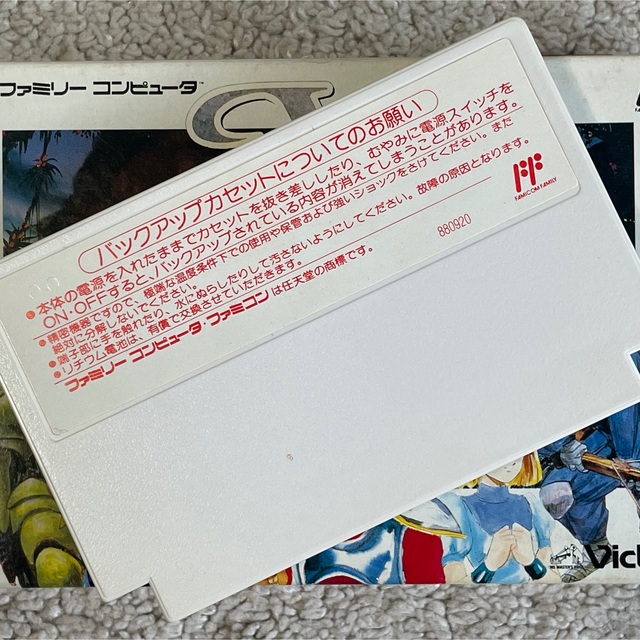 ファミリー コンピュータ™
バックアップカセットについてのお願い
●本体の電源を入れたままでカセットを抜き差ししたり、むやみに電源スイッチを
ON・OFFするとバックアップされている内容が消えてしまうことがあります。
●精密機器ですので、極端な温度条件下での使用や保管および強いショックをさけてください。また
絶対に分解しないでください。
●端子部に手を触れたり、水にぬらしたりして汚さないようにしてください。故障の原因となります。
●リチウム電池は、有償で交換させていただきます。
ファミリーコンピュータ・ファミコンは任天堂の商標です。
FAMICOM FAMILY
880920
Vict